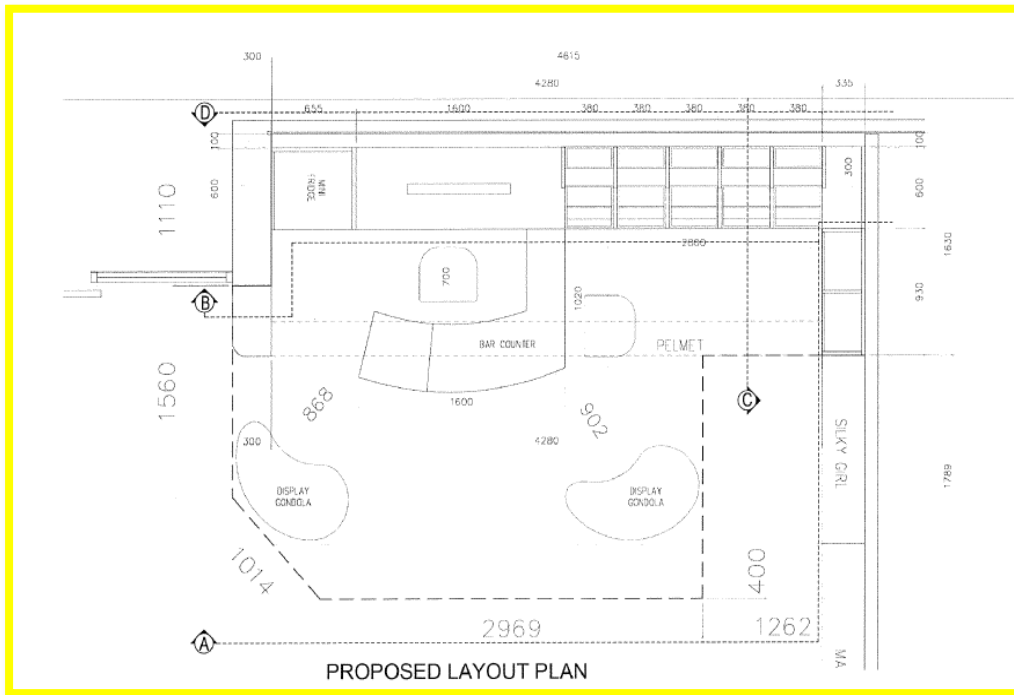 300
4615
4280
335
655
1600
380
380
380
380
380
D
100
600
1110
MINI
FRIDGE
300
100
600
2860
1630
700
B
1020
930
BAR COUNTER
PELMET
1560
868
1600
902
C
300
4280
SILKY GIRL
1789
DISPLAY
GONDOLA
DISPLAY
GONDOLA
1014
400
2969
1262
A
MA
PROPOSED LAYOUT PLAN